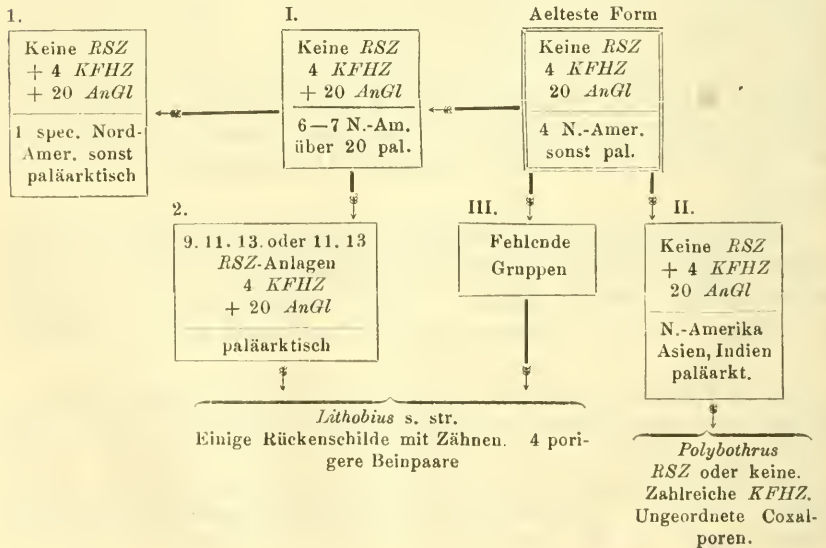 1.
Keine RSZ
+ 4 KFHZ
+ 20 AnGl
1 spec. Nord-
Amer. sonst
paläarktisch
I.
Keine RSZ
4 KFHZ
+ 20 AnGl
6—7 N.-Am.
über 20 pal.
Aelteste Form
Keine RSZ
4 KFHZ
20 AnGl
4 N.-Amer.
sonst pal.
2.
9. 11. 13. oder 11. 13
RSZ-Anlagen
4 KFHZ
+ 20 AnGl
paläarktisch
III.
Fehlende
Gruppen
II.
Keine RSZ
+ 4 KFHZ
20 AnGl
N.-Amerika
Asien, Indien
paläarkt.
Lithobius s. str.
Einige Rückenschilde mit Zähnen. 4 pori-
gere Beinpaare
Polybothrus
RSZ oder keine.
Zahlreiche KFHZ.
Ungeordnete Coxal-
poren.